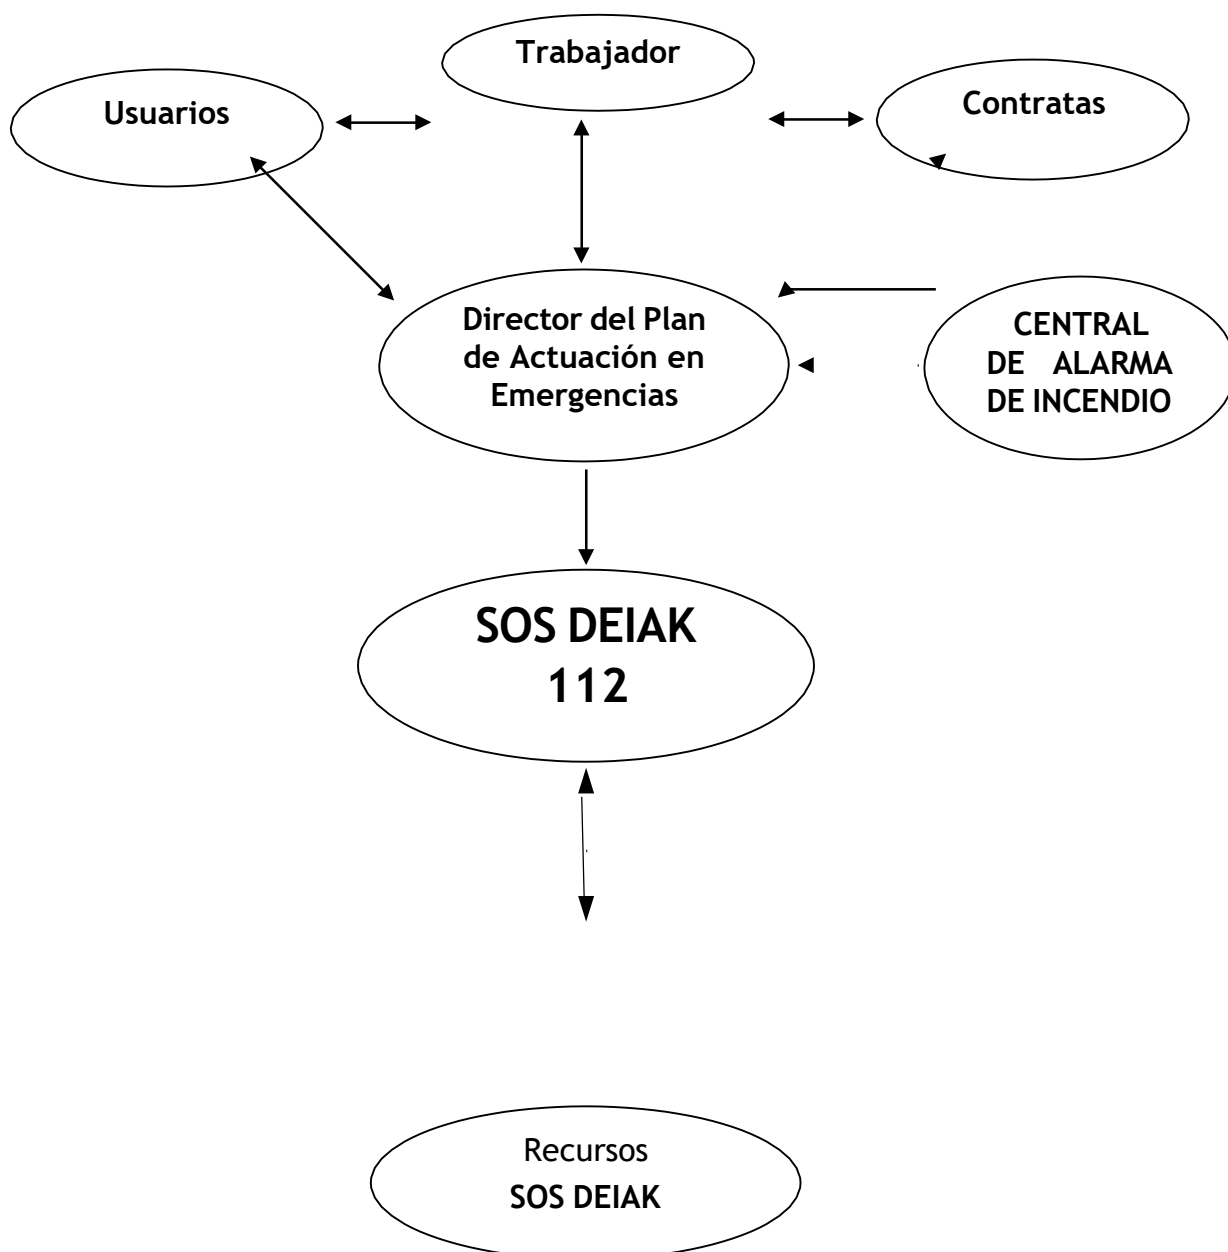 Trabajador
Usuarios
Contratas
Director del Plan
de Actuación en
Emergencias
CENTRAL
DE ALARMA
DE INCENDIO
SOS DEIAK
112
Recursos
SOS DEIAK